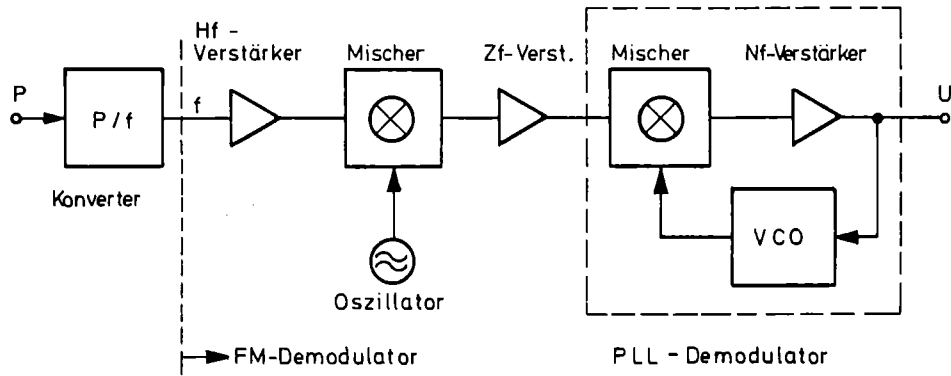 Hf -
Verstärker
Mischer
Zf-Verst.
Mischer
Nf-Verstärker
P
P/f
f
U
Konverter
VCO
Oszillator
FM-Demodulator
PLL - Demodulator